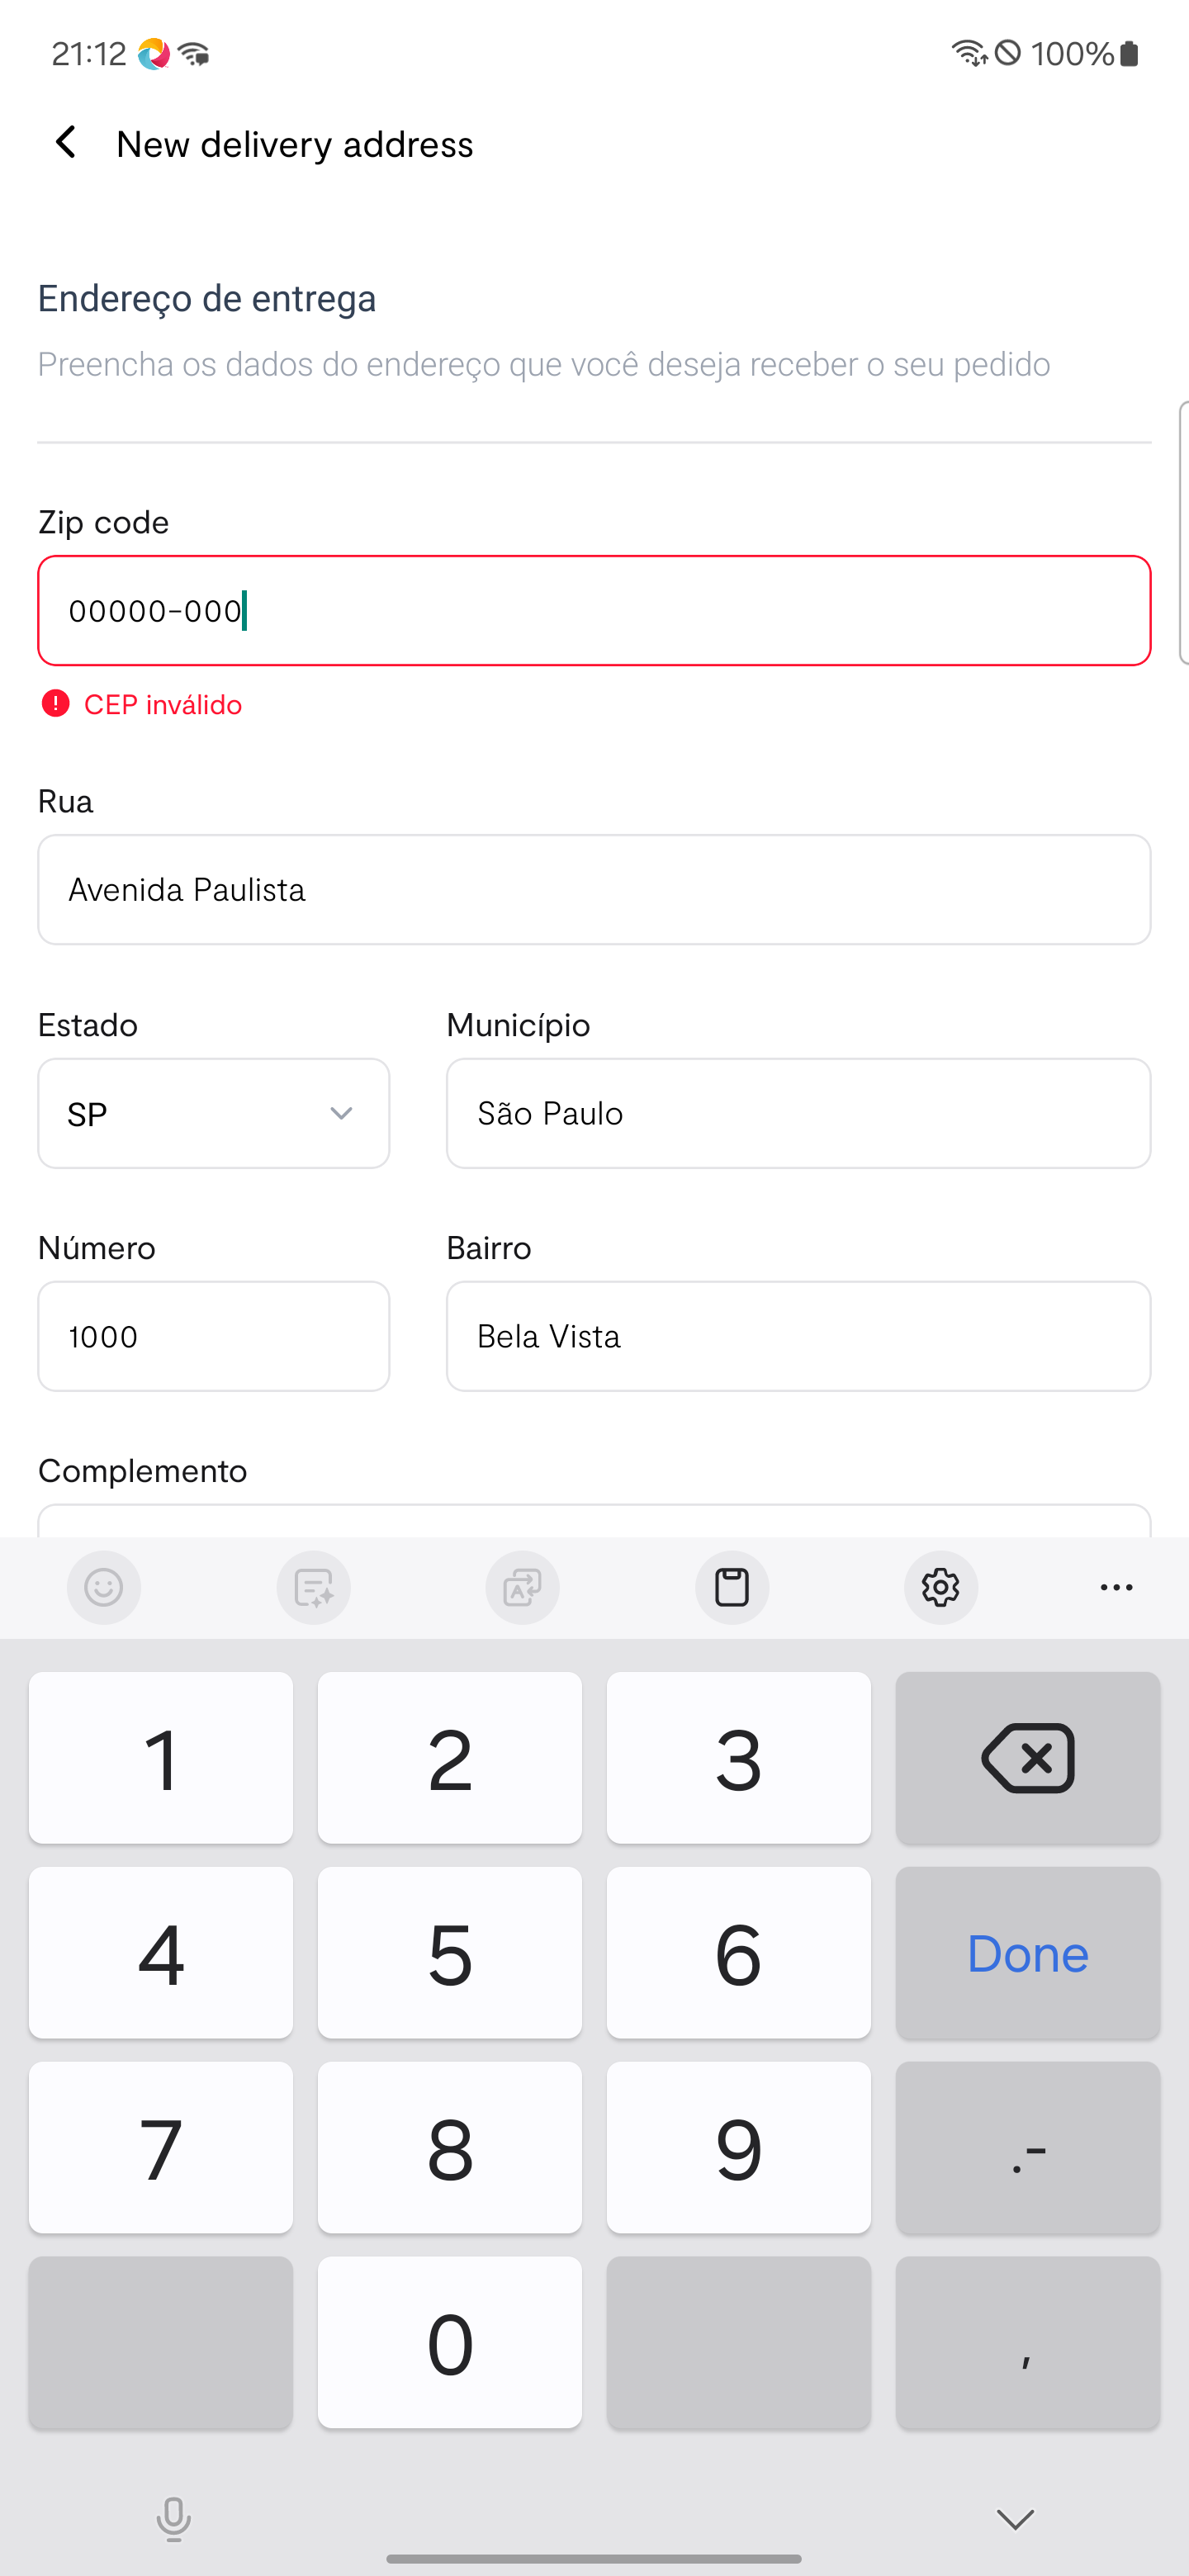 21:12 100%
New delivery address
Endereço de entrega
Preencha os dados do endereço que você deseja receber o seu pedido
Zip code
00000-000
! CEP inválido
Rua
Avenida Paulista
Estado Município
SP São Paulo
Número Bairro
1000 Bela Vista
Complemento
1 2 3
4 5 6 Done
7 8 9 .-
0 ,